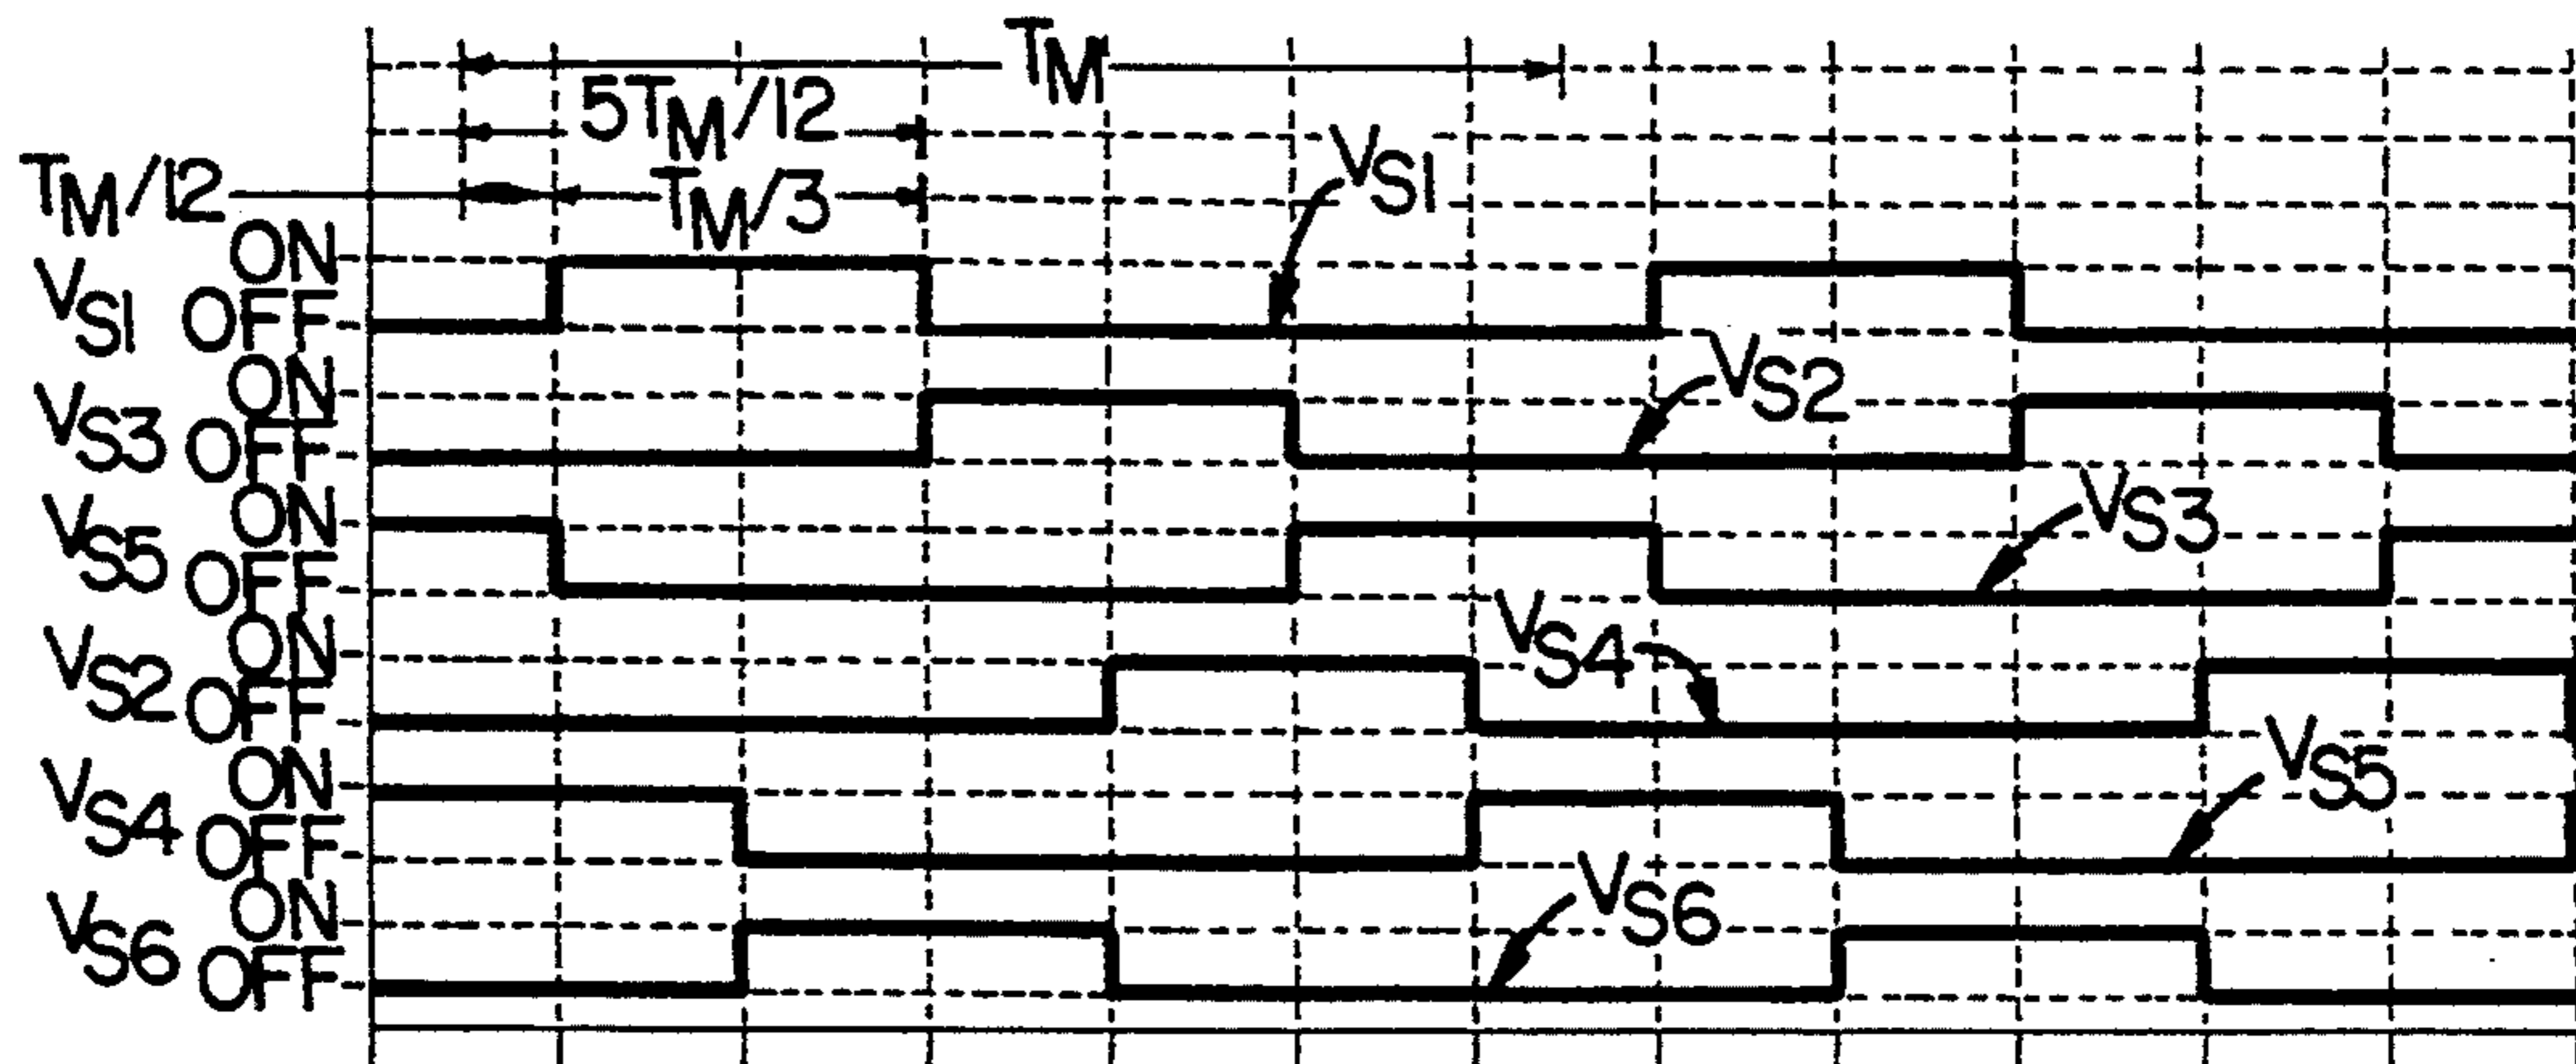 TM
5TM/12
TM/12
TM/3
VS1
ON
VS1
OFF
ON
VS3
OFF
VS2
ON
VS5
OFF
VS3
ON
VS2
OFF
VS4
ON
VS4
OFF
VS5
ON
VS6
OFF
VS6